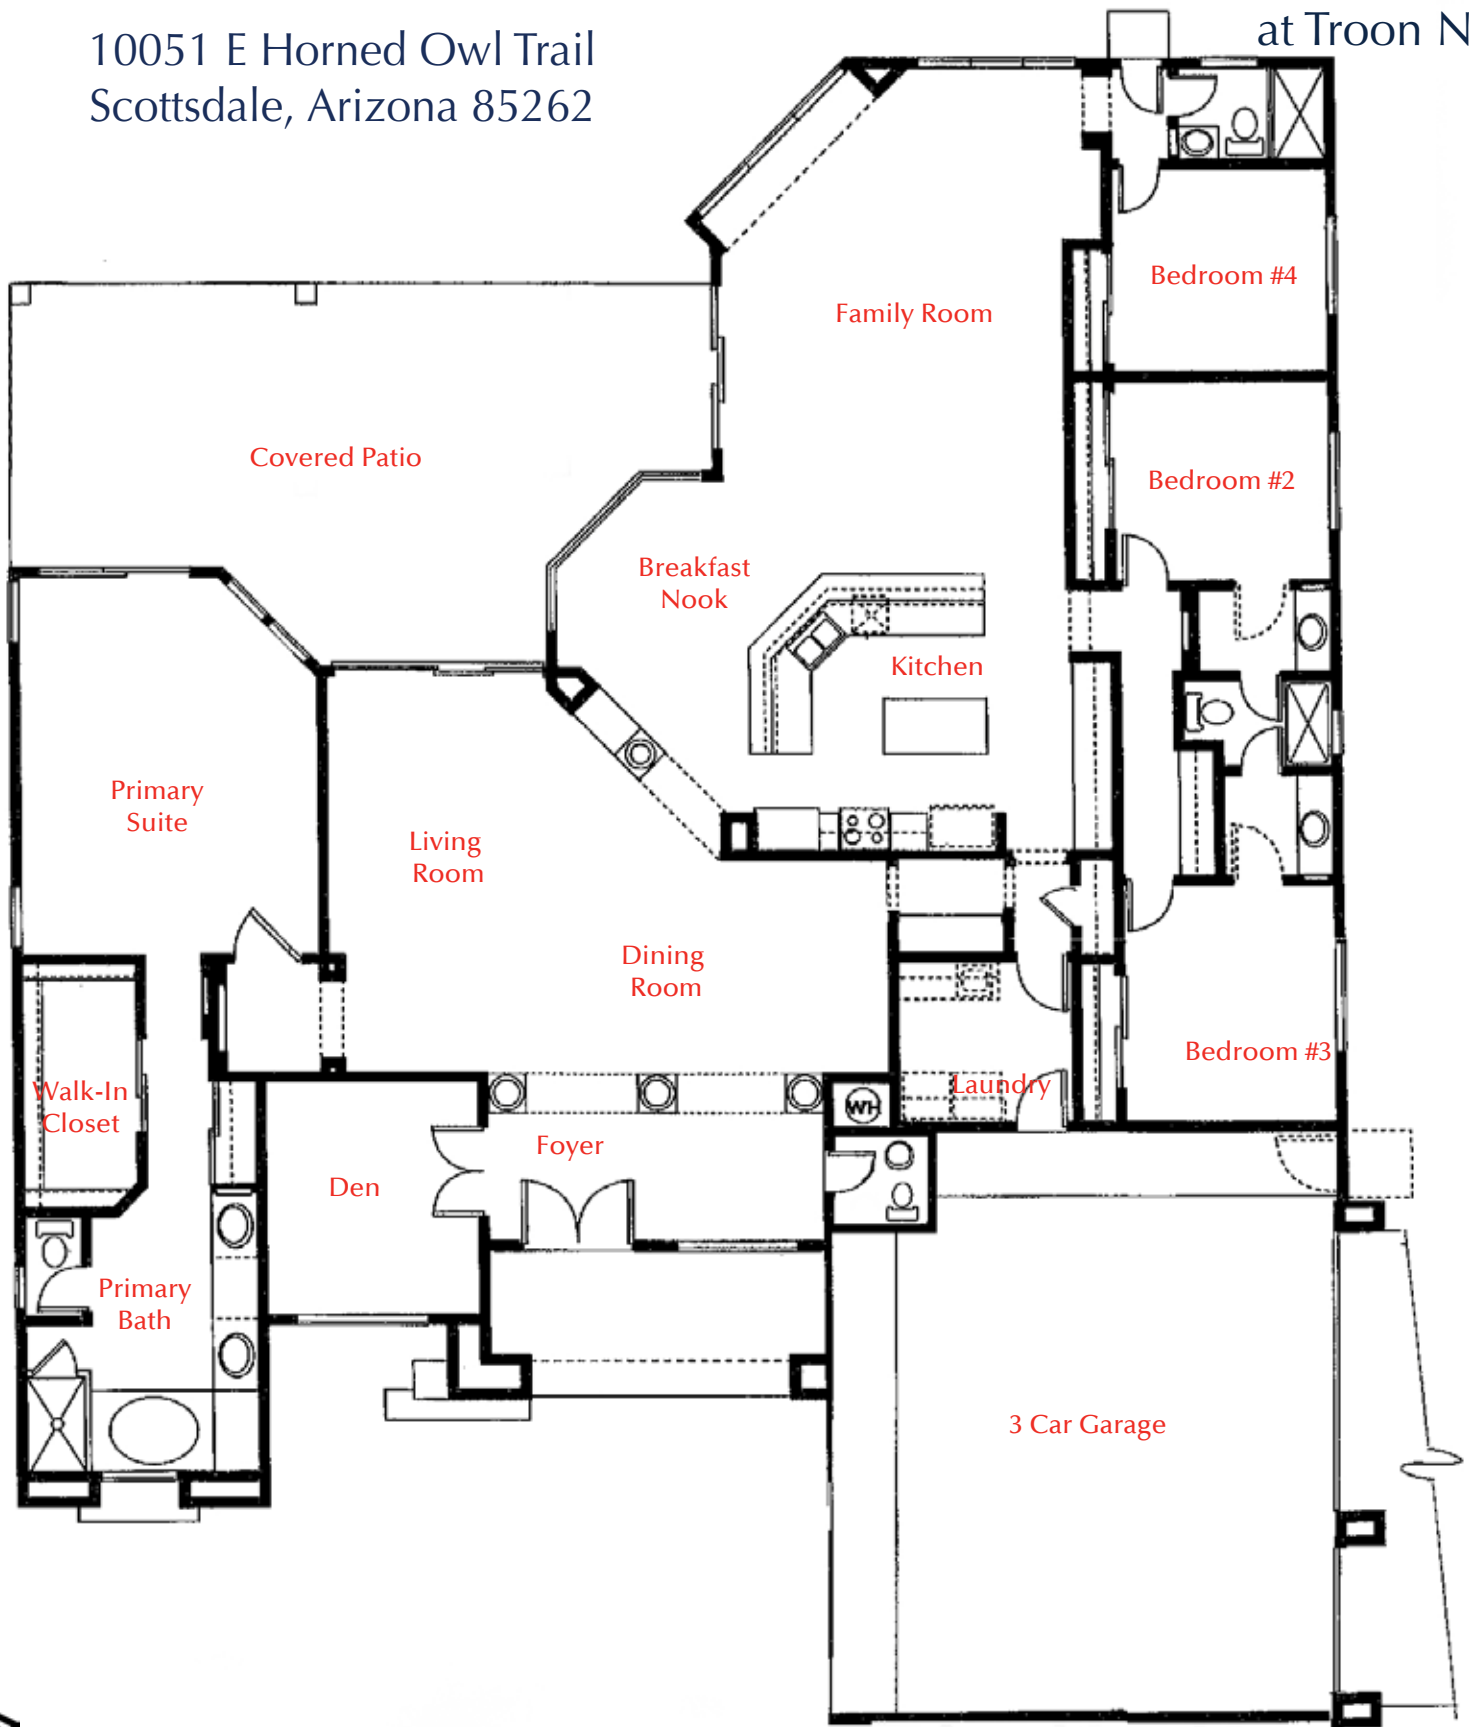 10051 E Horned Owl Trail
Scottsdale, Arizona 85262
at Troon N
Bedroom #4
Family Room
Covered Patio
Bedroom #2
Breakfast
Nook
Kitchen
Primary
Suite
Living
Room
Dining
Room
Bedroom #3
Walk-In
Closet
Laundry
WH
Foyer
Den
Primary
Bath
3 Car Garage